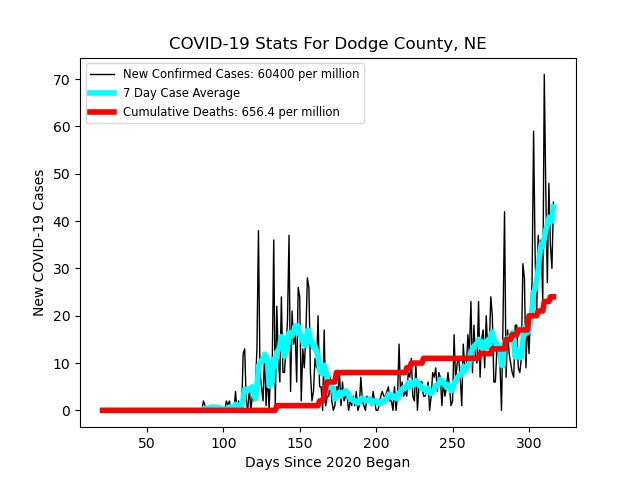 COVID-19 Stats For Dodge County, NE
New Confirmed Cases: 60400 per million
7 Day Case Average
Cumulative Deaths: 656.4 per million
New COVID-19 Cases
70
60
50
40
30
20
10
0
50
100
150
200
250
300
Days Since 2020 Began